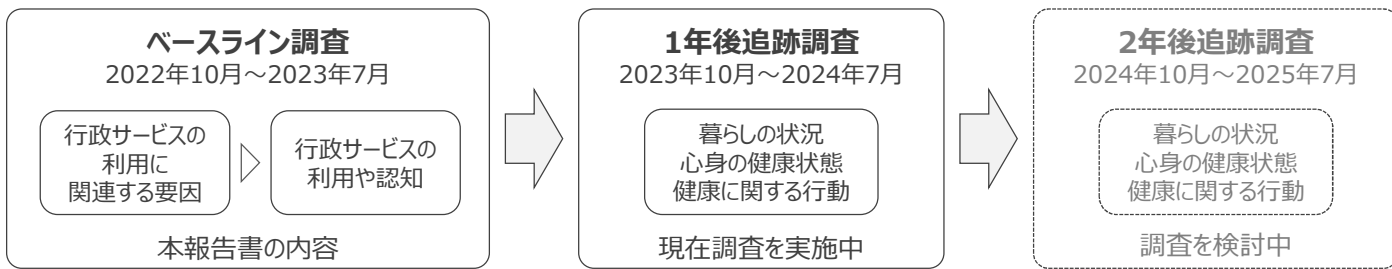 ベースライン調査
2022年10月～2023年7月
行政サービスの
利用に
関連する要因
行政サービスの
利用や認知
本報告書の内容
1年後追跡調査
2023年10月～2024年7月
暮らしの状況
心身の健康状態
健康に関する行動
現在調査を実施中
2年後追跡調査
2024年10月～2025年7月
暮らしの状況
心身の健康状態
健康に関する行動
調査を検討中